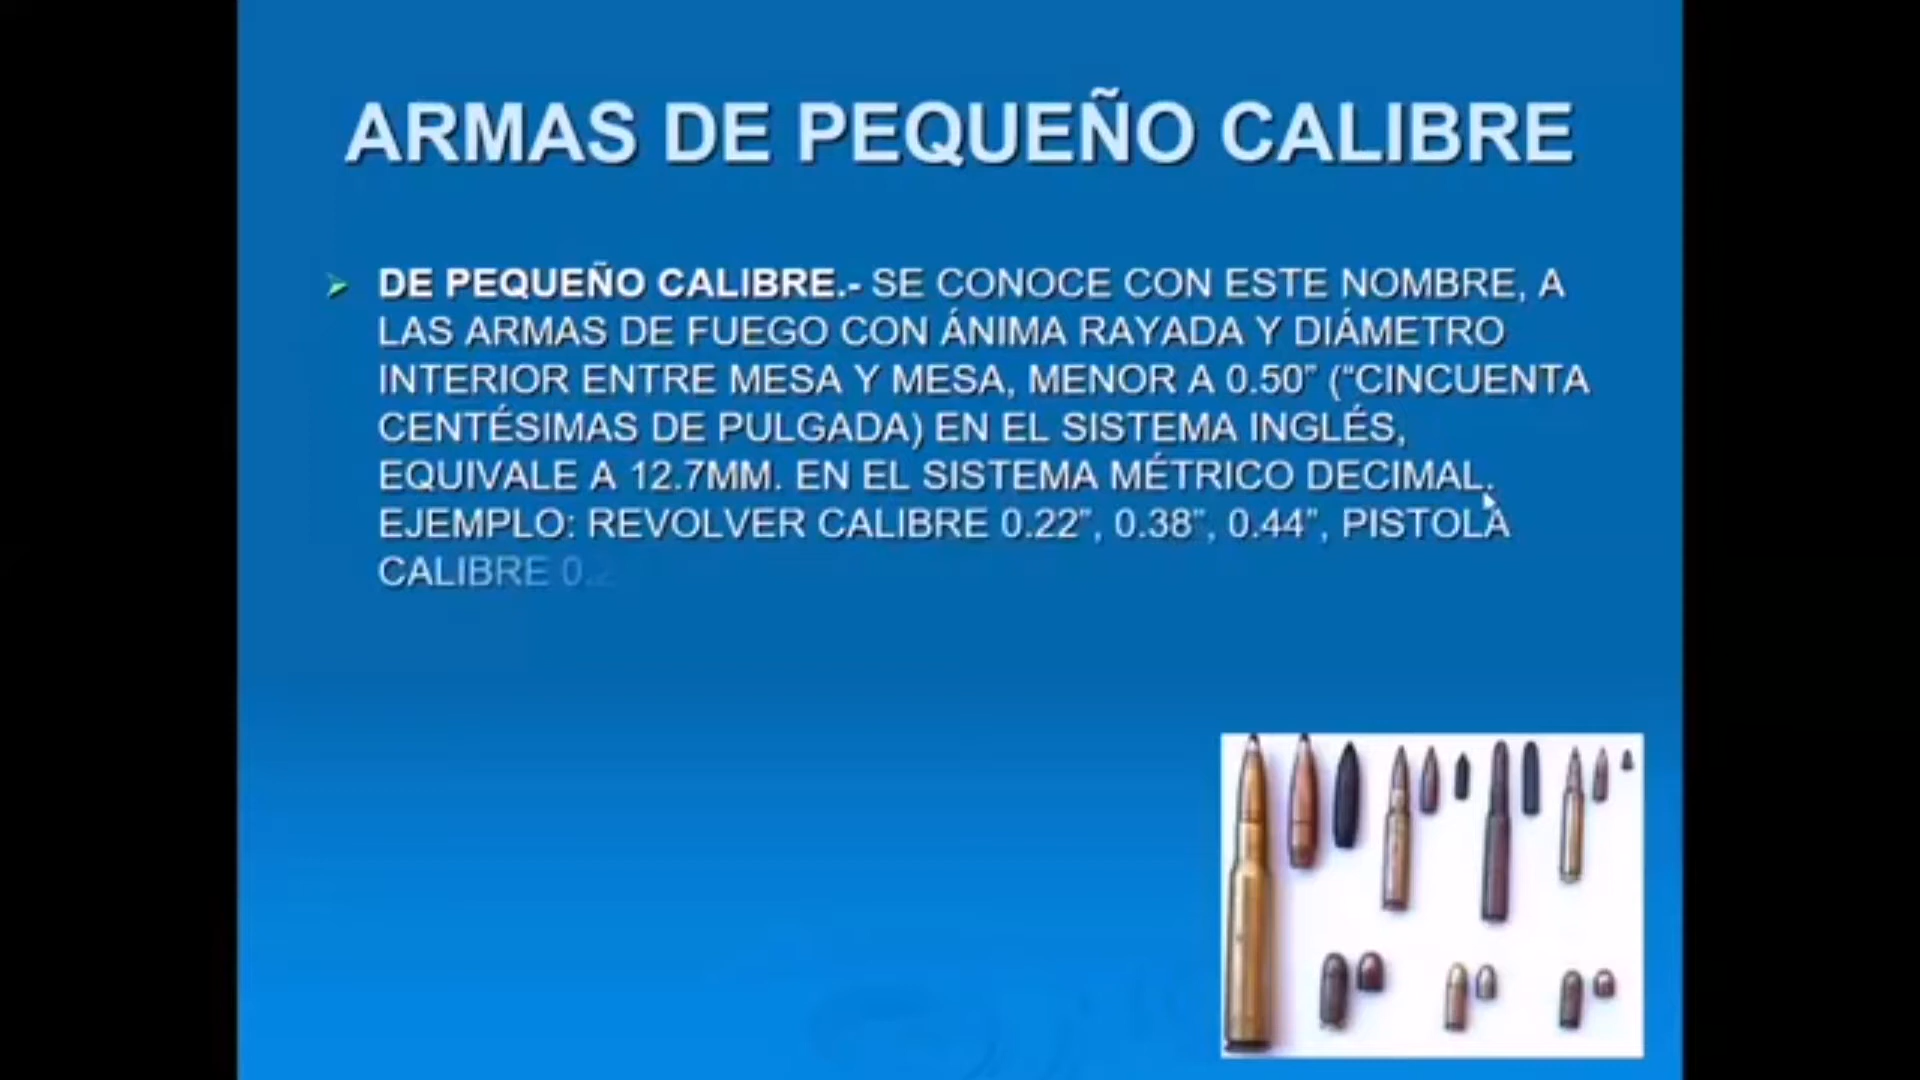 ARMAS DE PEQUEÑO CALIBRE
DE PEQUEÑO CALIBRE.- SE CONOCE CON ESTE NOMBRE, A
LAS ARMAS DE FUEGO CON ÁNIMA RAYADA Y DIÁMETRO
INTERIOR ENTRE MESA Y MESA, MENOR A 0.50” (“CINCUENTA
CENTÉSIMAS DE PULGADA) EN EL SISTEMA INGLÉS,
EQUIVALE A 12.7MM. EN EL SISTEMA MÉTRICO DECIMAL.
EJEMPLO: REVOLVER CALIBRE 0.22”, 0.38”, 0.44”, PISTOLA
CALIBRE 0.2